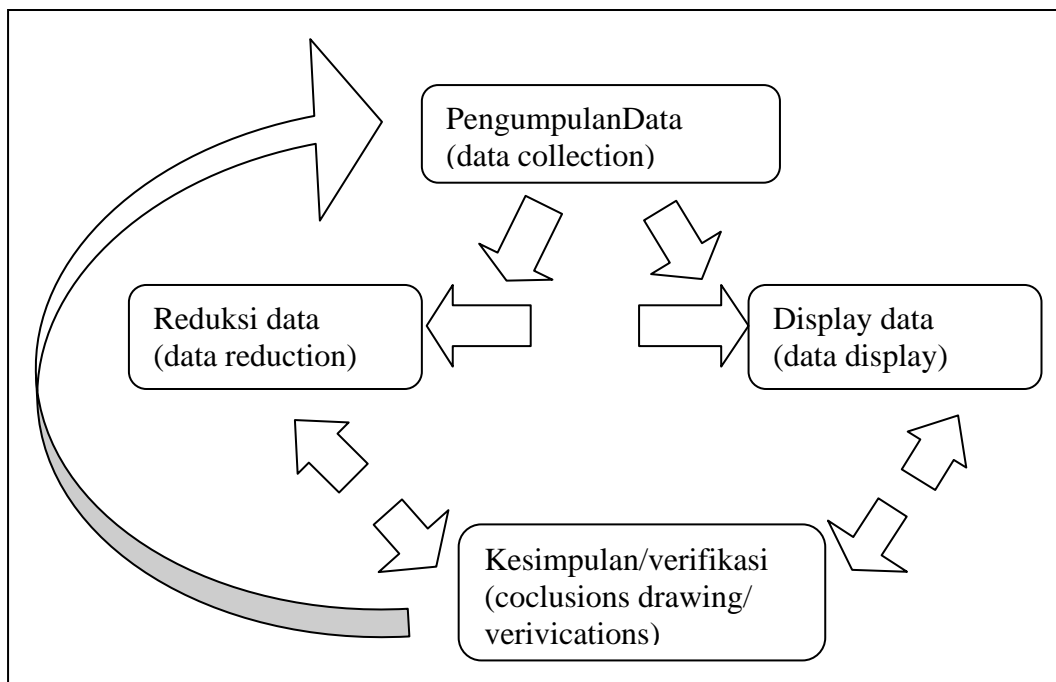 PengumpulanData
(data collection)
Reduksi data
(data reduction)
Display data
(data display)
Kesimpulan/verifikasi
(coclusions drawing/
verivications)